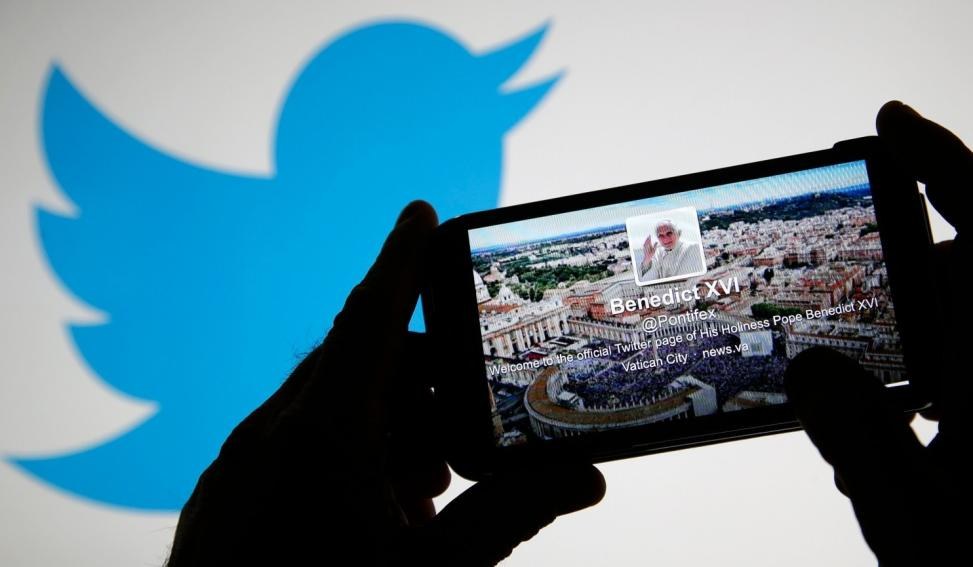 Benedict XVI
@Pontifex
Welcome to the official Twitter page of His Holiness Pope Benedict XVI
Vatican City news.va